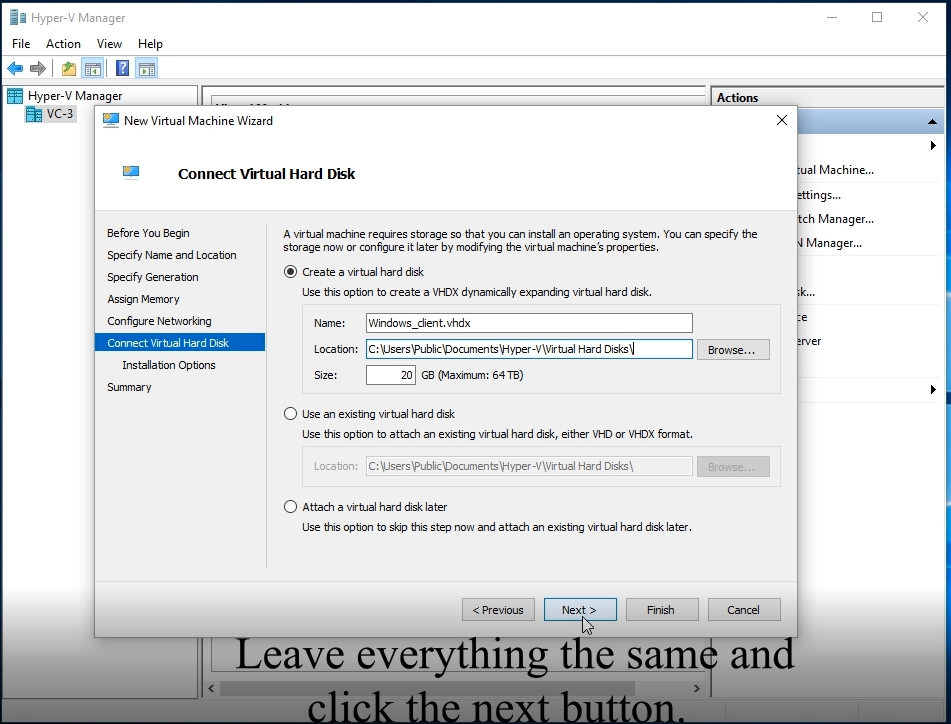 Hyper-V Manager
File Action View Help
Hyper-V Manager
VC-3
Actions
New Virtual Machine Wizard
Connect Virtual Hard Disk
Before You Begin
Specify Name and Location
Specify Generation
Assign Memory
Configure Networking
Connect Virtual Hard Disk
Installation Options
Summary
A virtual machine requires storage so that you can install an operating system. You can specify the
storage now or configure it later by modifying the virtual machine's properties.
Create a virtual hard disk
Use this option to create a VHDX dynamically expanding virtual hard disk.
Name: Windows_client.vhdx
Location: C:\Users\Public\Documents\Hyper-V\Virtual Hard Disks\ Browse...
Size: 20 GB (Maximum: 64 TB)
Use an existing virtual hard disk
Use this option to attach an existing virtual hard disk, either VHD or VHDX format.
Location: C:\Users\Public\Documents\Hyper-V\Virtual Hard Disks\ Browse...
Attach a virtual hard disk later
Use this option to skip this step now and attach an existing virtual hard disk later.
< Previous Next > Finish Cancel
tual Machine...
ettings...
tch Manager...
N Manager...
sk...
ce
erver
Leave everything the same and
click the next button.